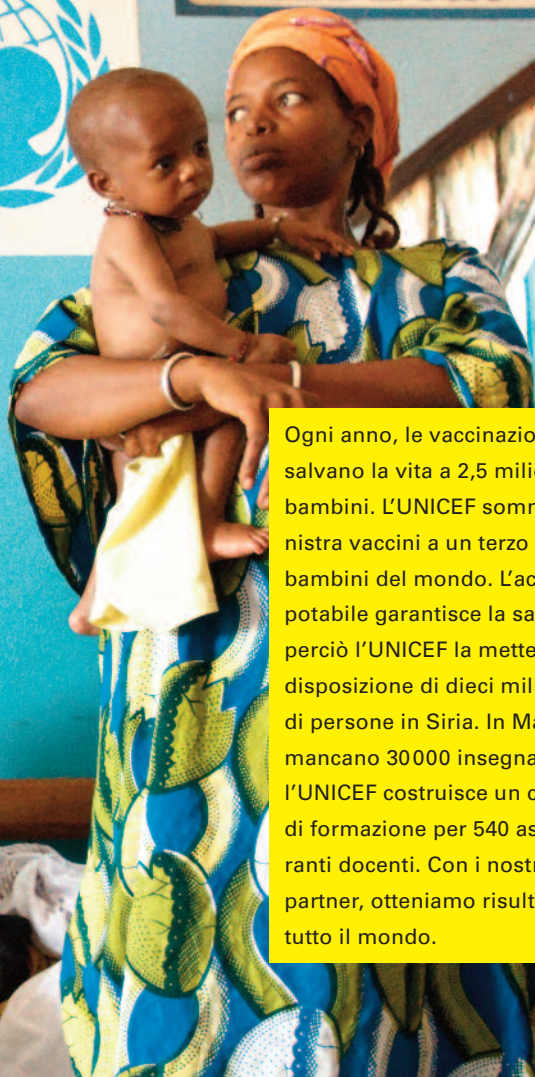 Ogni anno, le vaccinazio
salvano la vita a 2,5 mili
bambini. L’UNICEF somm
nistra vaccini a un terzo
bambini del mondo. L’ac
potabile garantisce la sa
perciò l’UNICEF la mette
disposizione di dieci mil
di persone in Siria. In Ma
mancano 30 000 insegna
l’UNICEF costruisce un c
di formazione per 540 as
ranti docenti. Con i nostr
partner, otteniamo risult
tutto il mondo.